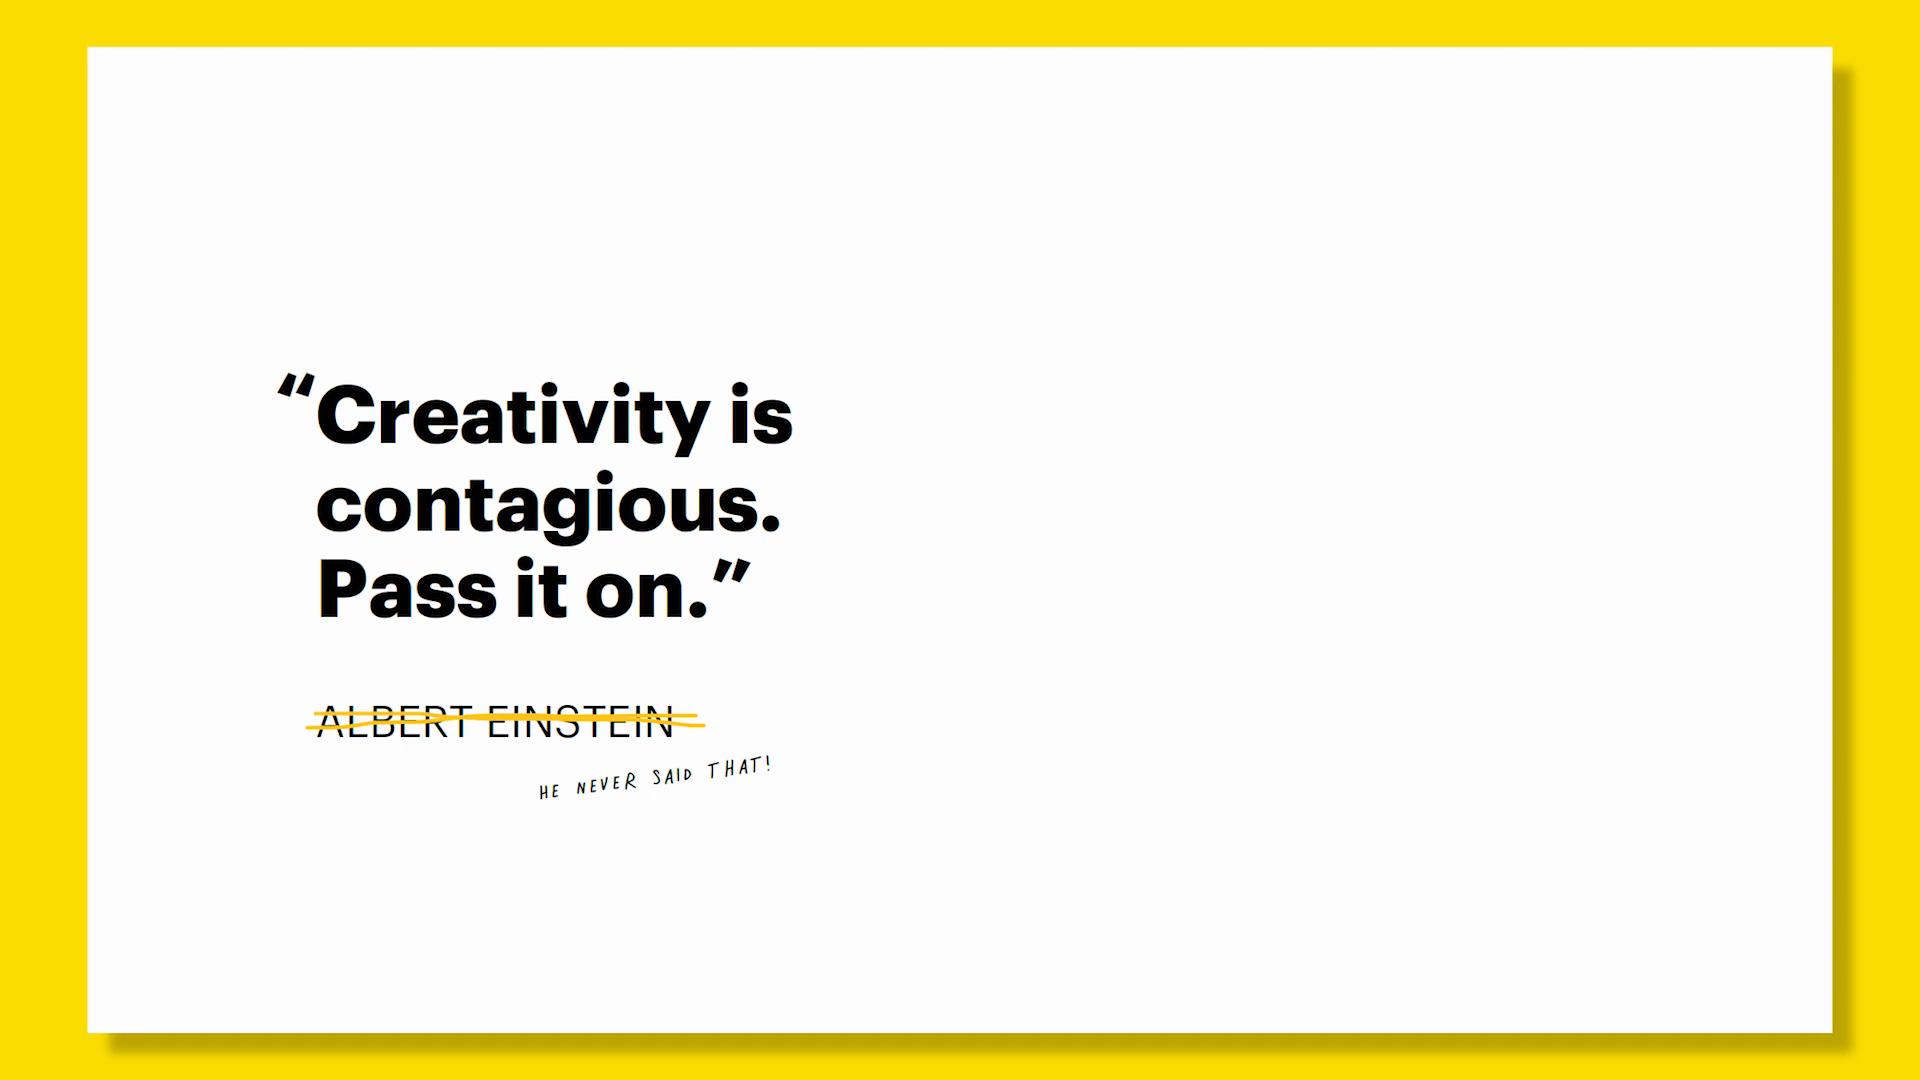 “Creativity is
contagious.
Pass it on.”
ALBERT EINSTEIN
HE NEVER SAID THAT!